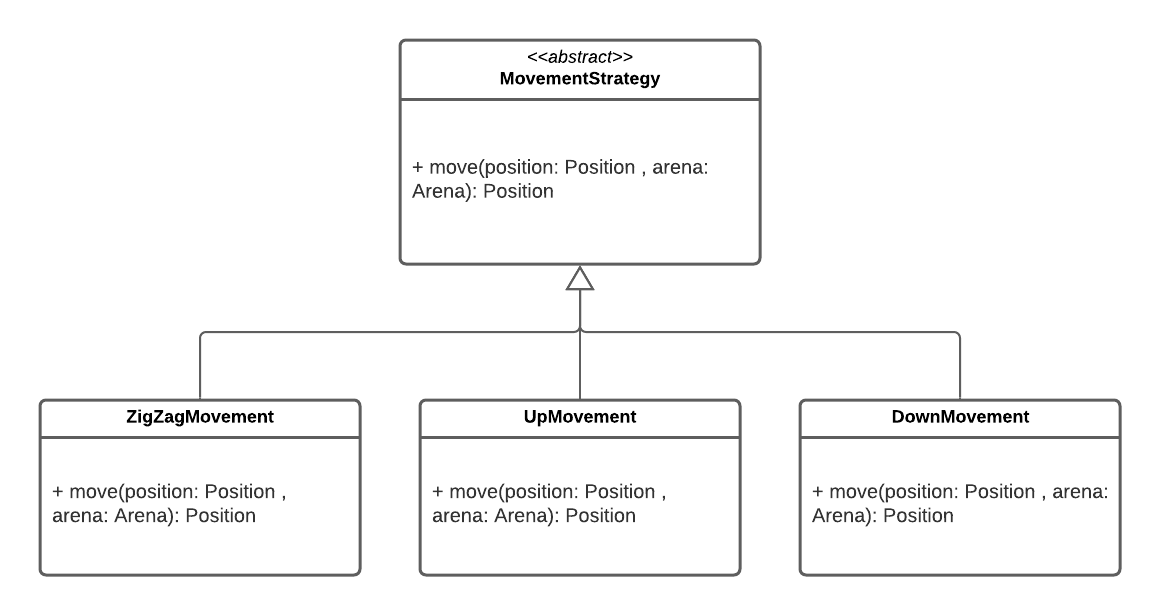 <<abstract>>
MovementStrategy
+ move(position: Position , arena:
Arena): Position
ZigZagMovement
+ move(position: Position ,
arena: Arena): Position
UpMovement
+ move(position: Position ,
arena: Arena): Position
DownMovement
+ move(position: Position , arena:
Arena): Position